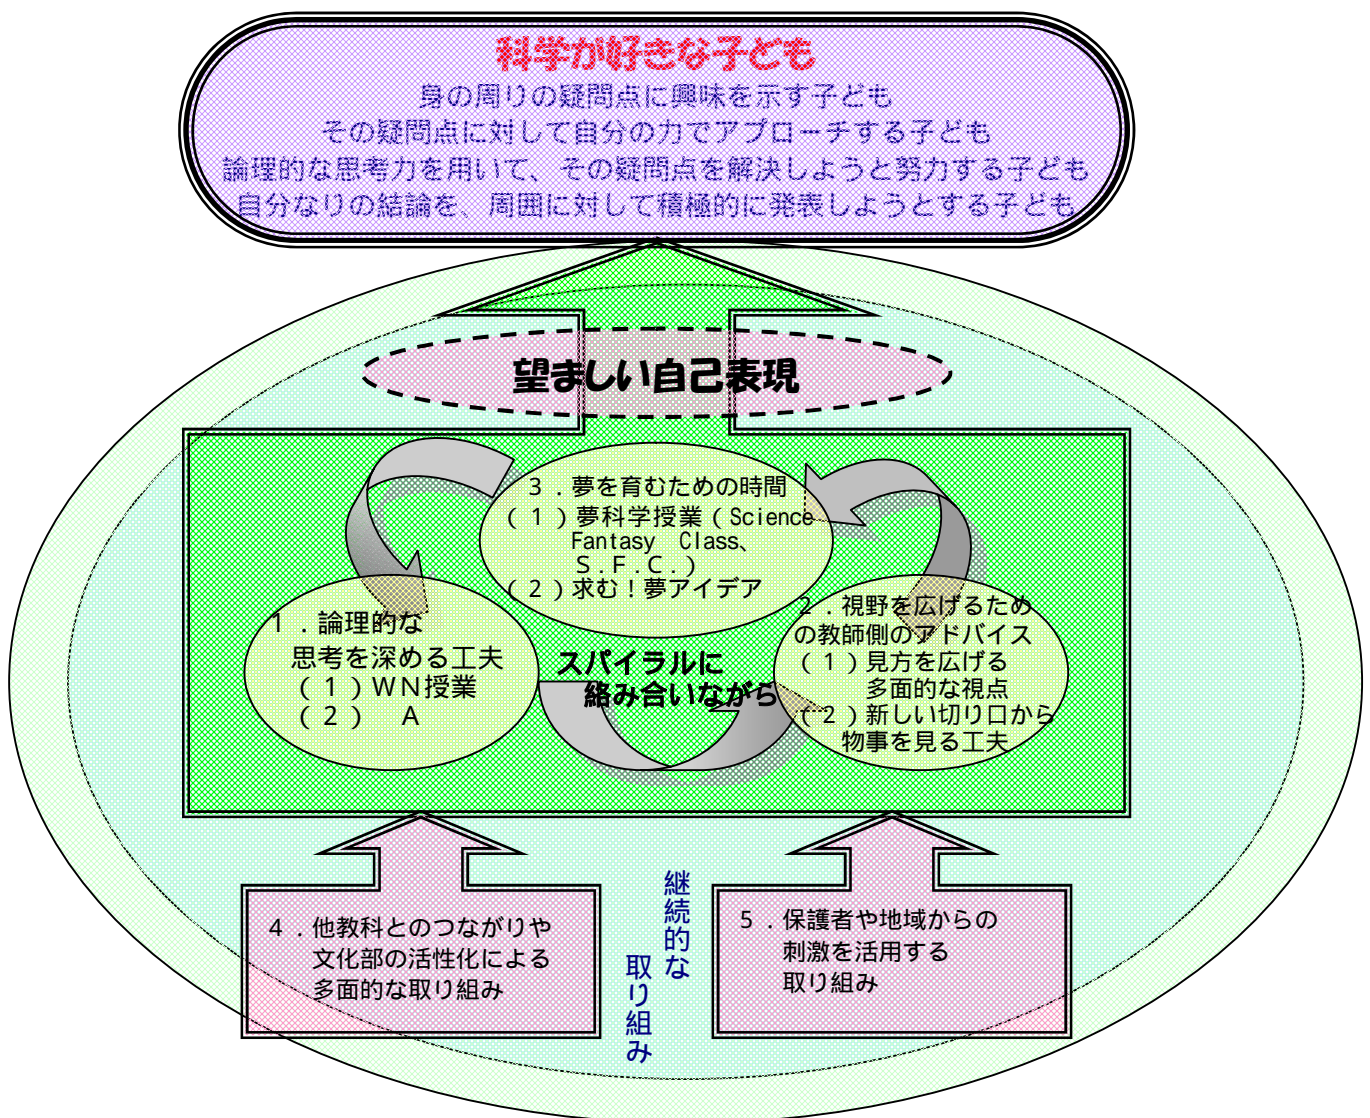 科学が好きな子ども
身の周りの疑問点に興味を示す子ども
その疑問点に対して自分の力でアプローチする子ども
論理的な思考力を用いて、その疑問点を解決しようと努力する子ども
自分なりの結論を、周囲に対して積極的に発表しようとする子ども
望ましい自己表現
３．夢を育むための時間
（１）夢科学授業（Science
Fantasy Class、
Ｓ.Ｆ.Ｃ.）
（２）求む！夢アイデア
１．論理的な
思考を深める工夫
（１）ＷＮ授業
（２）　Ａ
スパイラルに
絡み合いながら
２．視野を広げるため
の教師側のアドバイス
（１）見方を広げる
多面的な視点
（２）新しい切り口から
物事を見る工夫
４．他教科とのつながりや
文化部の活性化による
多面的な取り組み
継続的な
取り組み
５．保護者や地域からの
刺激を活用する
取り組み